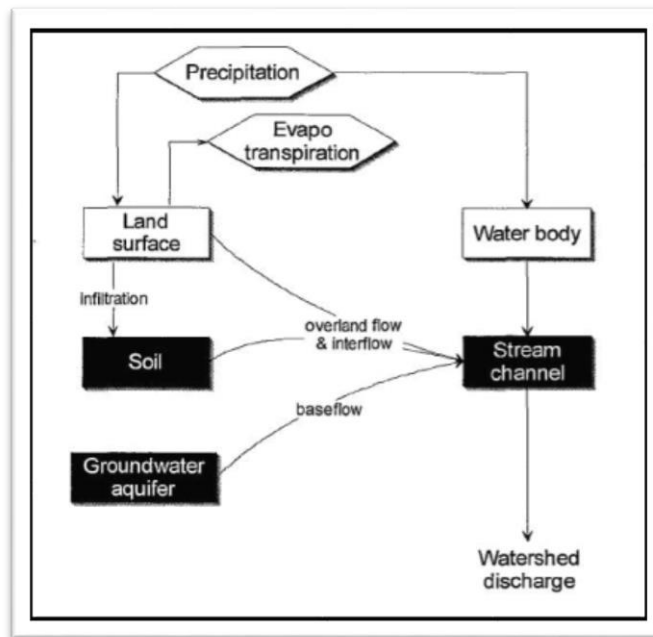 Precipitation
Evapo
transpiration
Land
surface
Water body
infiltration
overland flow
& interflow
Soil
Stream
channel
baseflow
Groundwater
aquifer
Watershed
discharge